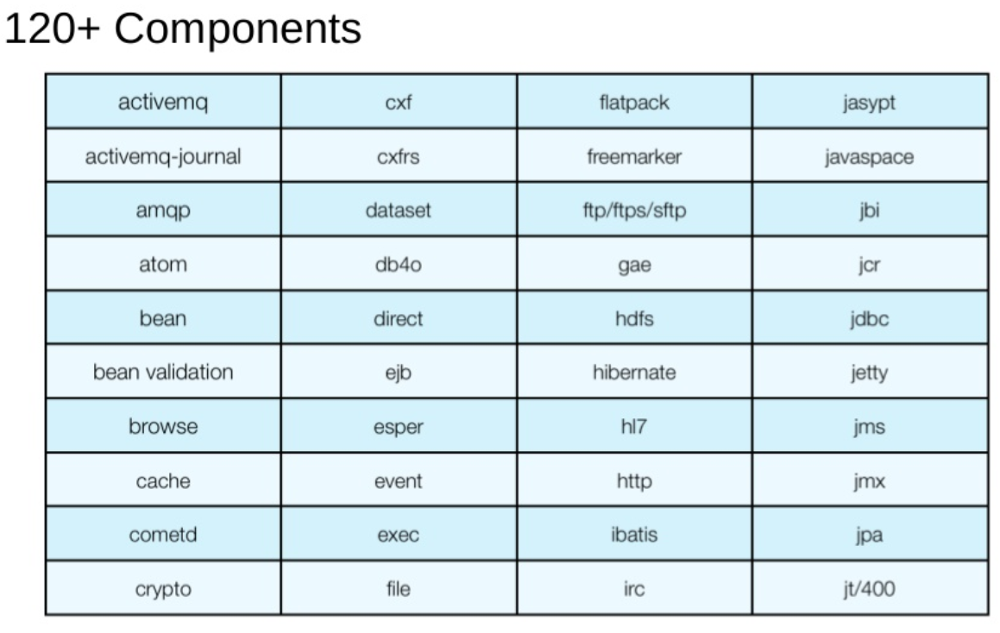 120+ Components
activemq cxf flatpack jasypt
activemq-journal cxfrs freemarker javaspace
amqp dataset ftp/ftps/sftp jbi
atom db4o gae jcr
bean direct hdfs jdbc
bean validation ejb hibernate jetty
browse esper hl7 jms
cache event http jmx
cometd exec ibatis jpa
crypto file irc jt/400